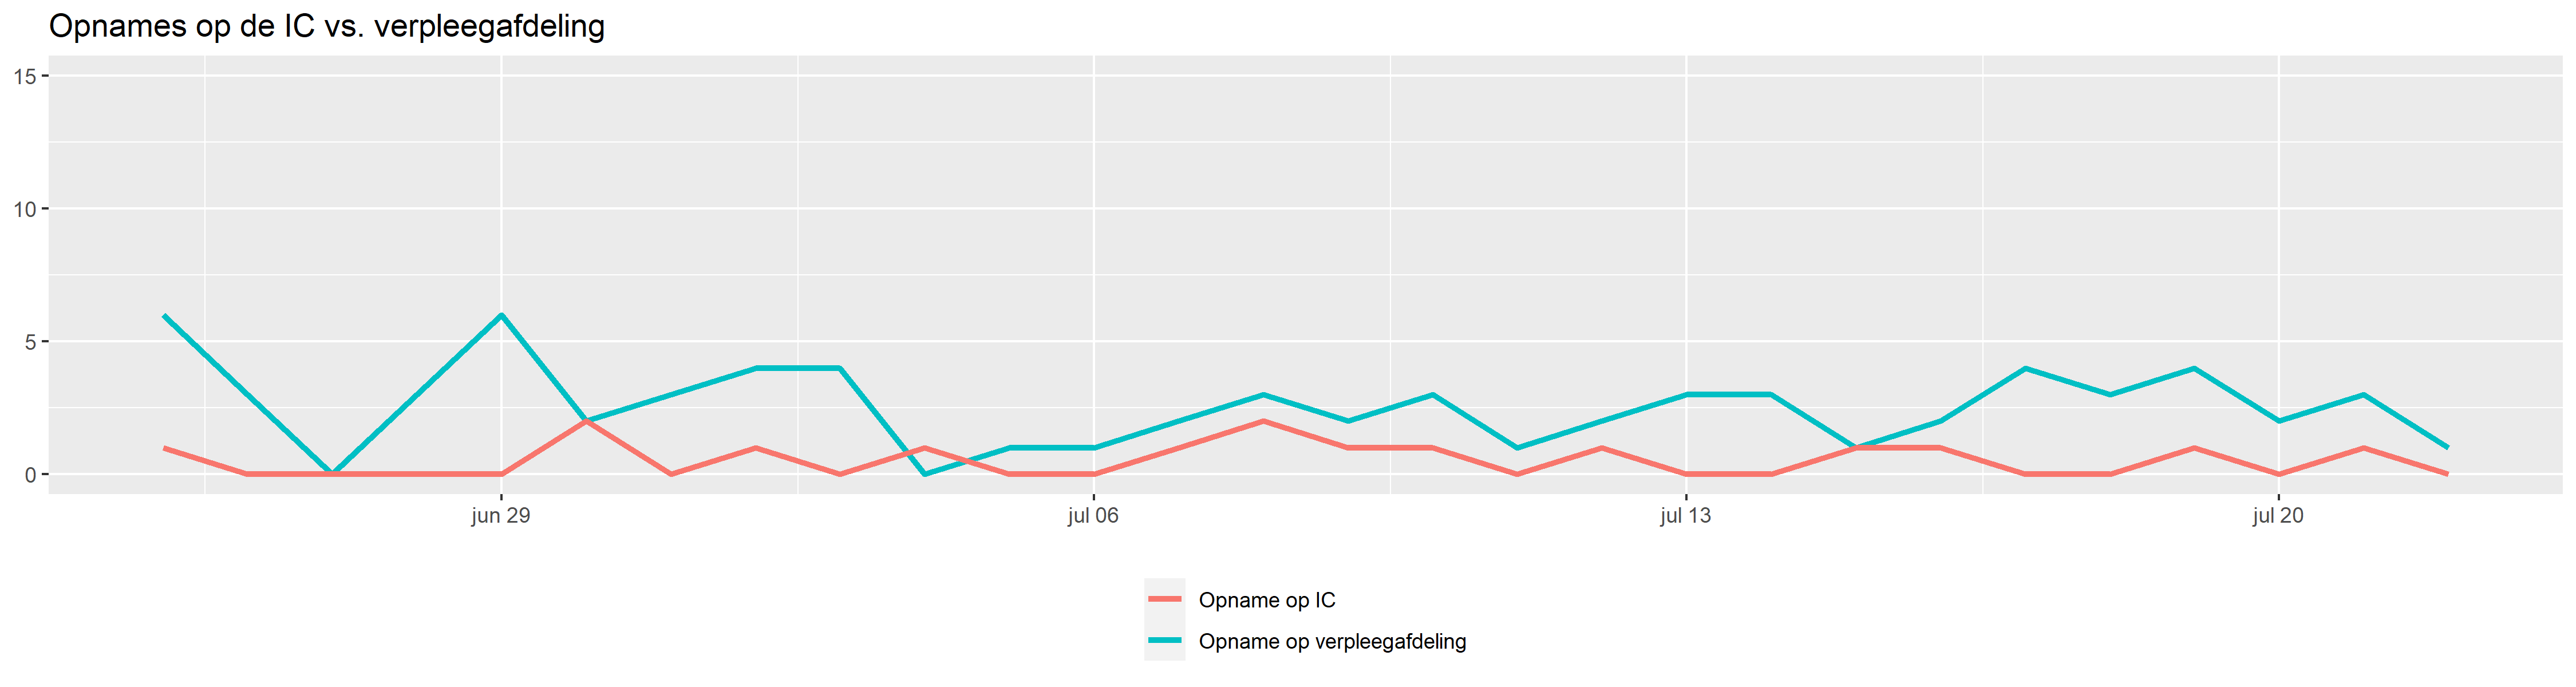 Opnames op de IC vs. verpleegafdeling
15
10
5
0
jun 29 jul 06 jul 13 jul 20
Opname op IC
Opname op verpleegafdeling